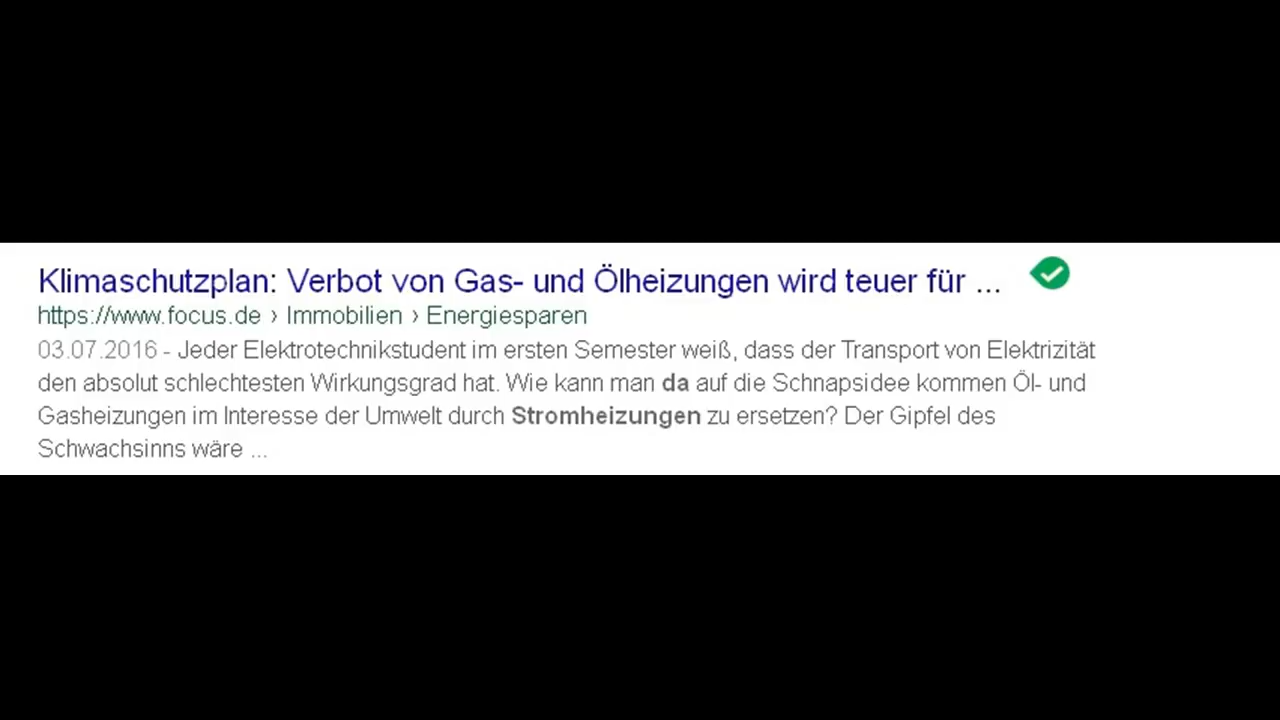 Klimaschutzplan: Verbot von Gas- und Ölheizungen wird teuer für ...
https://www.focus.de › Immobilien › Energiesparen
03.07.2016 - Jeder Elektrotechnikstudent im ersten Semester weiß, dass der Transport von Elektrizität
den absolut schlechtesten Wirkungsgrad hat. Wie kann man da auf die Schnapsidee kommen Öl- und
Gasheizungen im Interesse der Umwelt durch Stromheizungen zu ersetzen? Der Gipfel des
Schwachsinns wäre ...